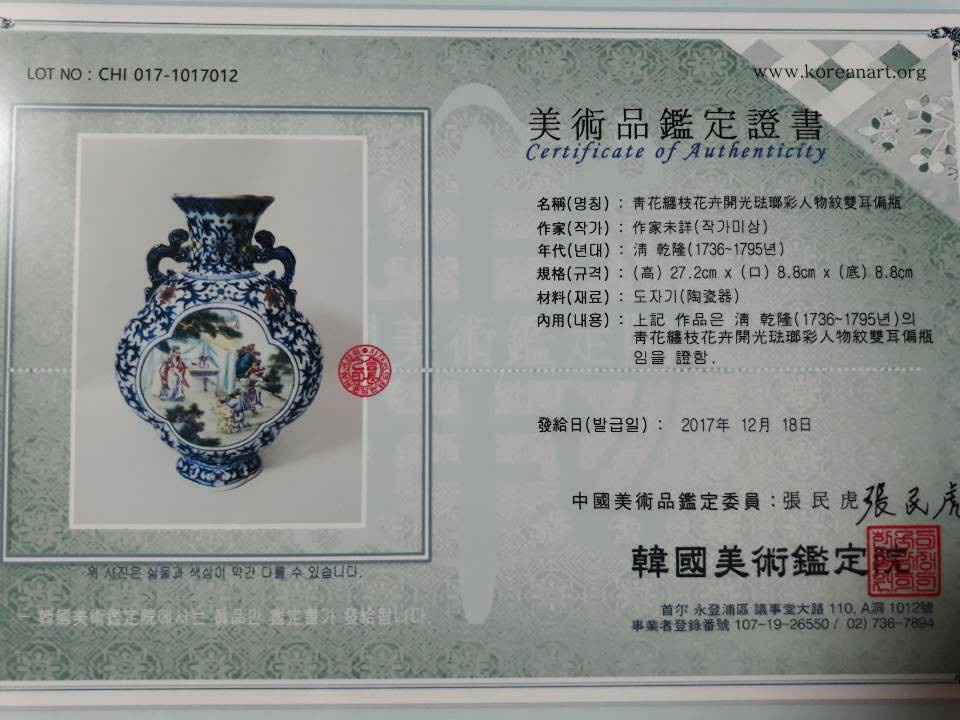 LOT NO : CHI 017-1017012
www.koreanart.org
美術品鑑定證書
Certificate of Authenticity
名稱(명칭) : 靑花纏枝花卉開光琺瑯彩人物紋雙耳偏瓶
作家(작가) : 作家未詳(작가미상)
年代(년대) : 淸 乾隆(1736~1795년)
規格(규격) : (高) 27.2cm x (口) 8.8cm x (底) 8.8cm
材料(재료) : 도자기(陶瓷器)
內用(내용) : 上記 作品은 淸 乾隆(1736~1795년)의
靑花纏枝花卉開光琺瑯彩人物紋雙耳偏瓶
임을 證함.
美術鑑定
發給日(발급일) : 2017年 12月 18日
中國美術品鑑定委員 : 張民虎 張民虎
韓國美術鑑定院
위 사진은 실물과 색상이 약간 다를 수 있습니다.
韓國美術鑑定院에서는 眞品만 鑑定書가 發給됩니다.
首尔 永登浦區 議事堂大路 110, A洞 1012號
事業者登錄番號 107-19-26550 / 02) 736-7894